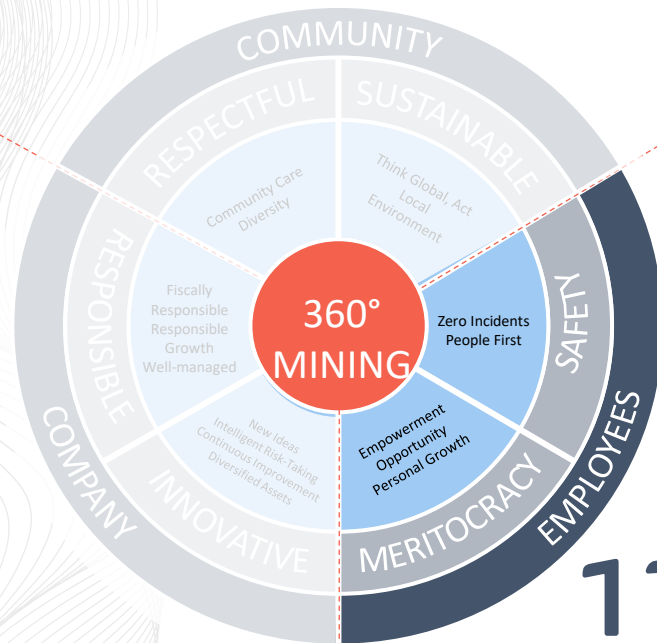 COMMUNITY
RESPECTFUL
SUSTAINABLE
Community Care
Diversity
Think Global, Act
Local
Environment
RESPONSIBLE
Fiscally
Responsible
Responsible
Growth
Well-managed
360°
MINING
Zero Incidents
People First
SAFETY
New Ideas
Intelligent Risk-Taking
Continuous Improvement
Diversified Assets
Empowerment
Opportunity
Personal Growth
COMPANY
INNOVATIVE
MERITOCRACY
EMPLOYEES